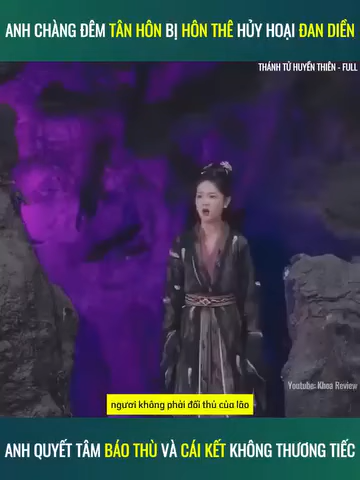 ANH CHÀNG ĐÊM TÂN HÔN BỊ HÔN THÊ HỦY HOẠI ĐAN DIỀN
THÁNH TỬ HUYỀN THIÊN - FULL
Youtube: Khoa Review
ngươi không phải đối thủ của lão
ANH QUYẾT TÂM BÁO THÙ VÀ CÁI KẾT KHÔNG THƯƠNG TIẾC